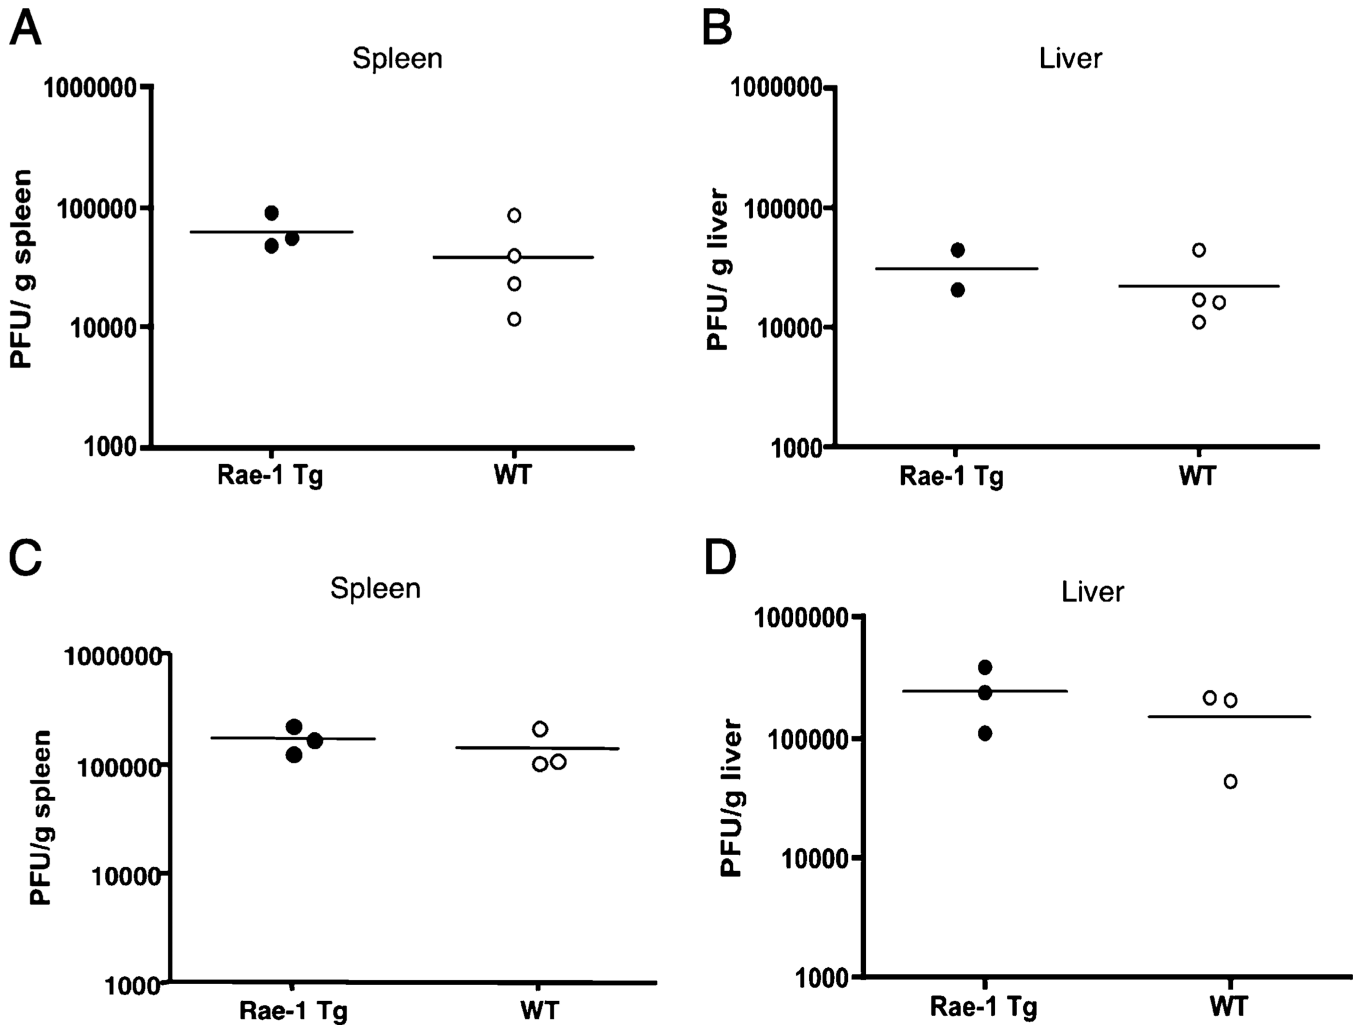 A
Spleen
1000000
100000
10000
1000
PFU/ g spleen
Rae-1 Tg
WT
B
Liver
1000000
100000
10000
1000
PFU/ g liver
Rae-1 Tg
WT
C
Spleen
1000000
100000
10000
1000
PFU/g spleen
Rae-1 Tg
WT
D
Liver
1000000
100000
10000
1000
PFU/g liver
Rae-1 Tg
WT